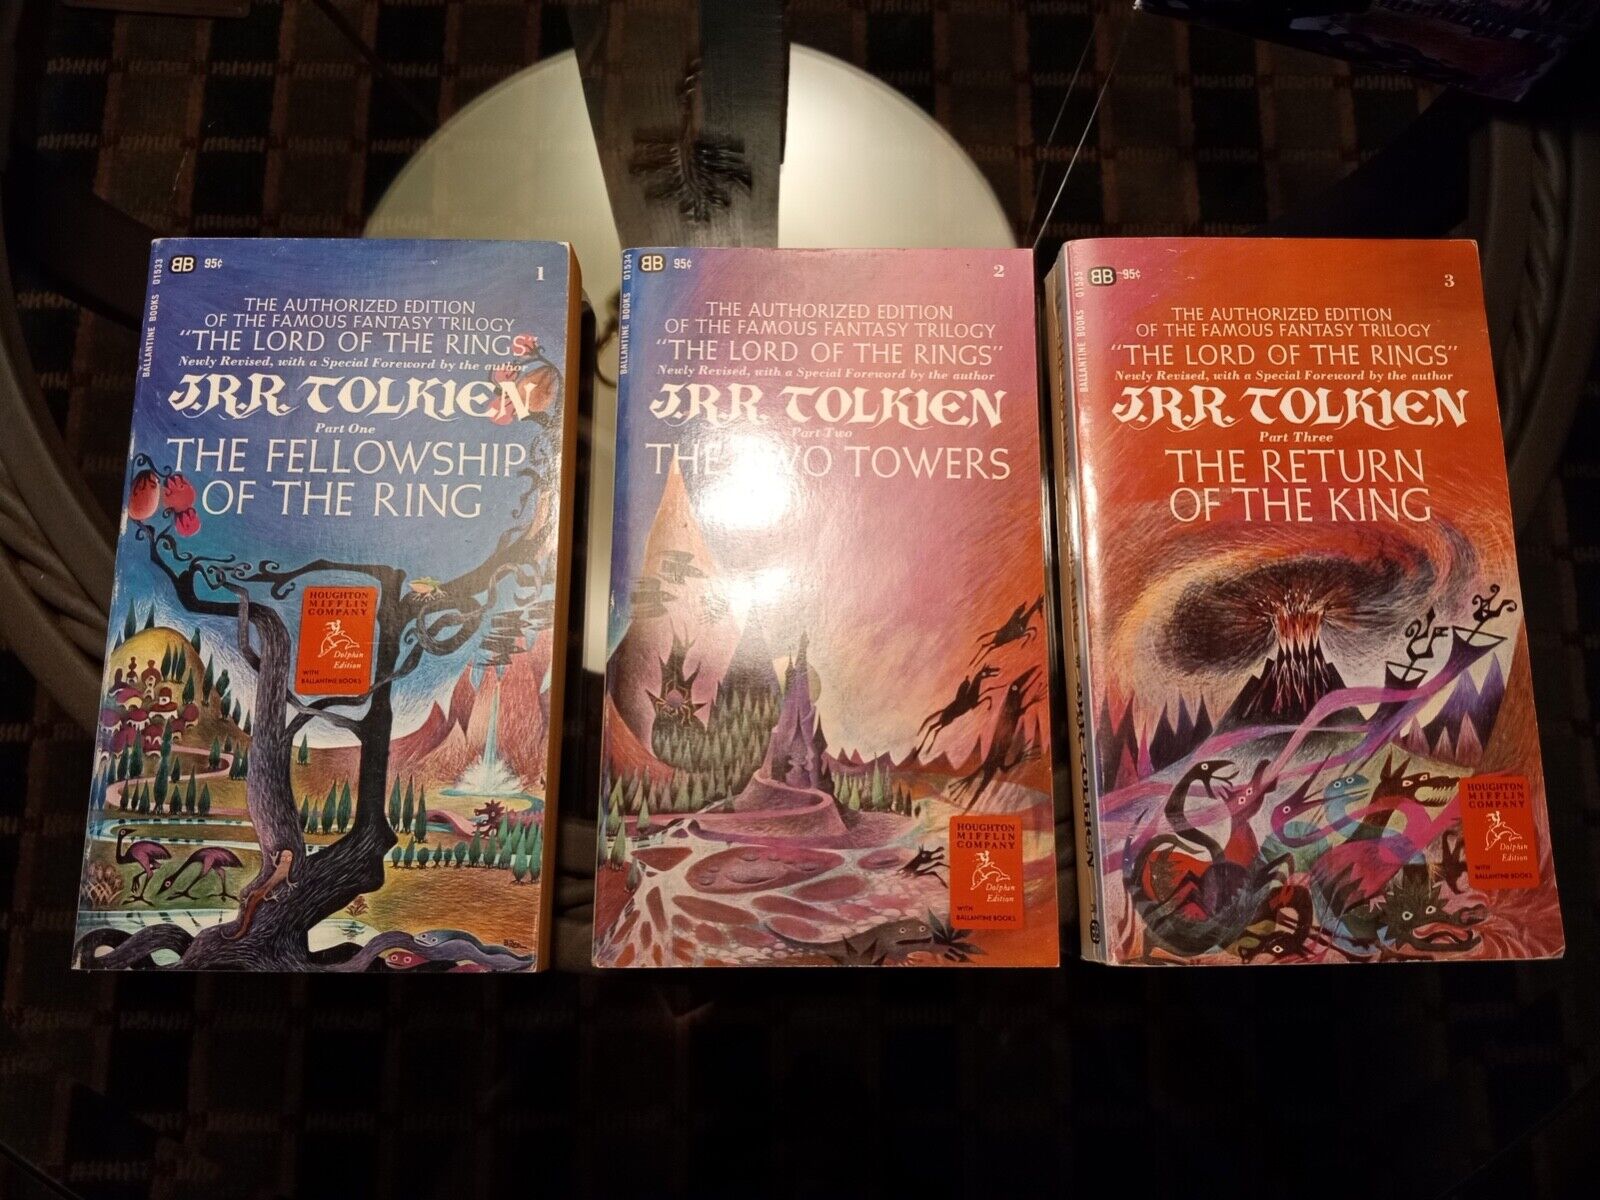 BALLANTINE BOOKS 01533
BB 95¢
1
THE AUTHORIZED EDITION
OF THE FAMOUS FANTASY TRILOGY
"THE LORD OF THE RINGS"
Newly Revised, with a Special Foreword by the author
J.R.R. TOLKIEN
Part One
THE FELLOWSHIP
OF THE RING
HOUGHTON
MIFFLIN
COMPANY
Dolphin
Edition
WITH
BALLANTINE BOOKS
BALLANTINE BOOKS 01534
BB 95¢
2
THE AUTHORIZED EDITION
OF THE FAMOUS FANTASY TRILOGY
"THE LORD OF THE RINGS"
Newly Revised, with a Special Foreword by the author
J.R.R. TOLKIEN
Part Two
THE TWO TOWERS
HOUGHTON
MIFFLIN
COMPANY
Dolphin
Edition
WITH
BALLANTINE BOOKS
BALLANTINE BOOKS 01535
BB 95¢
3
THE AUTHORIZED EDITION
OF THE FAMOUS FANTASY TRILOGY
"THE LORD OF THE RINGS"
Newly Revised, with a Special Foreword by the author
J.R.R. TOLKIEN
Part Three
THE RETURN
OF THE KING
HOUGHTON
MIFFLIN
COMPANY
Dolphin
Edition
WITH
BALLANTINE BOOKS